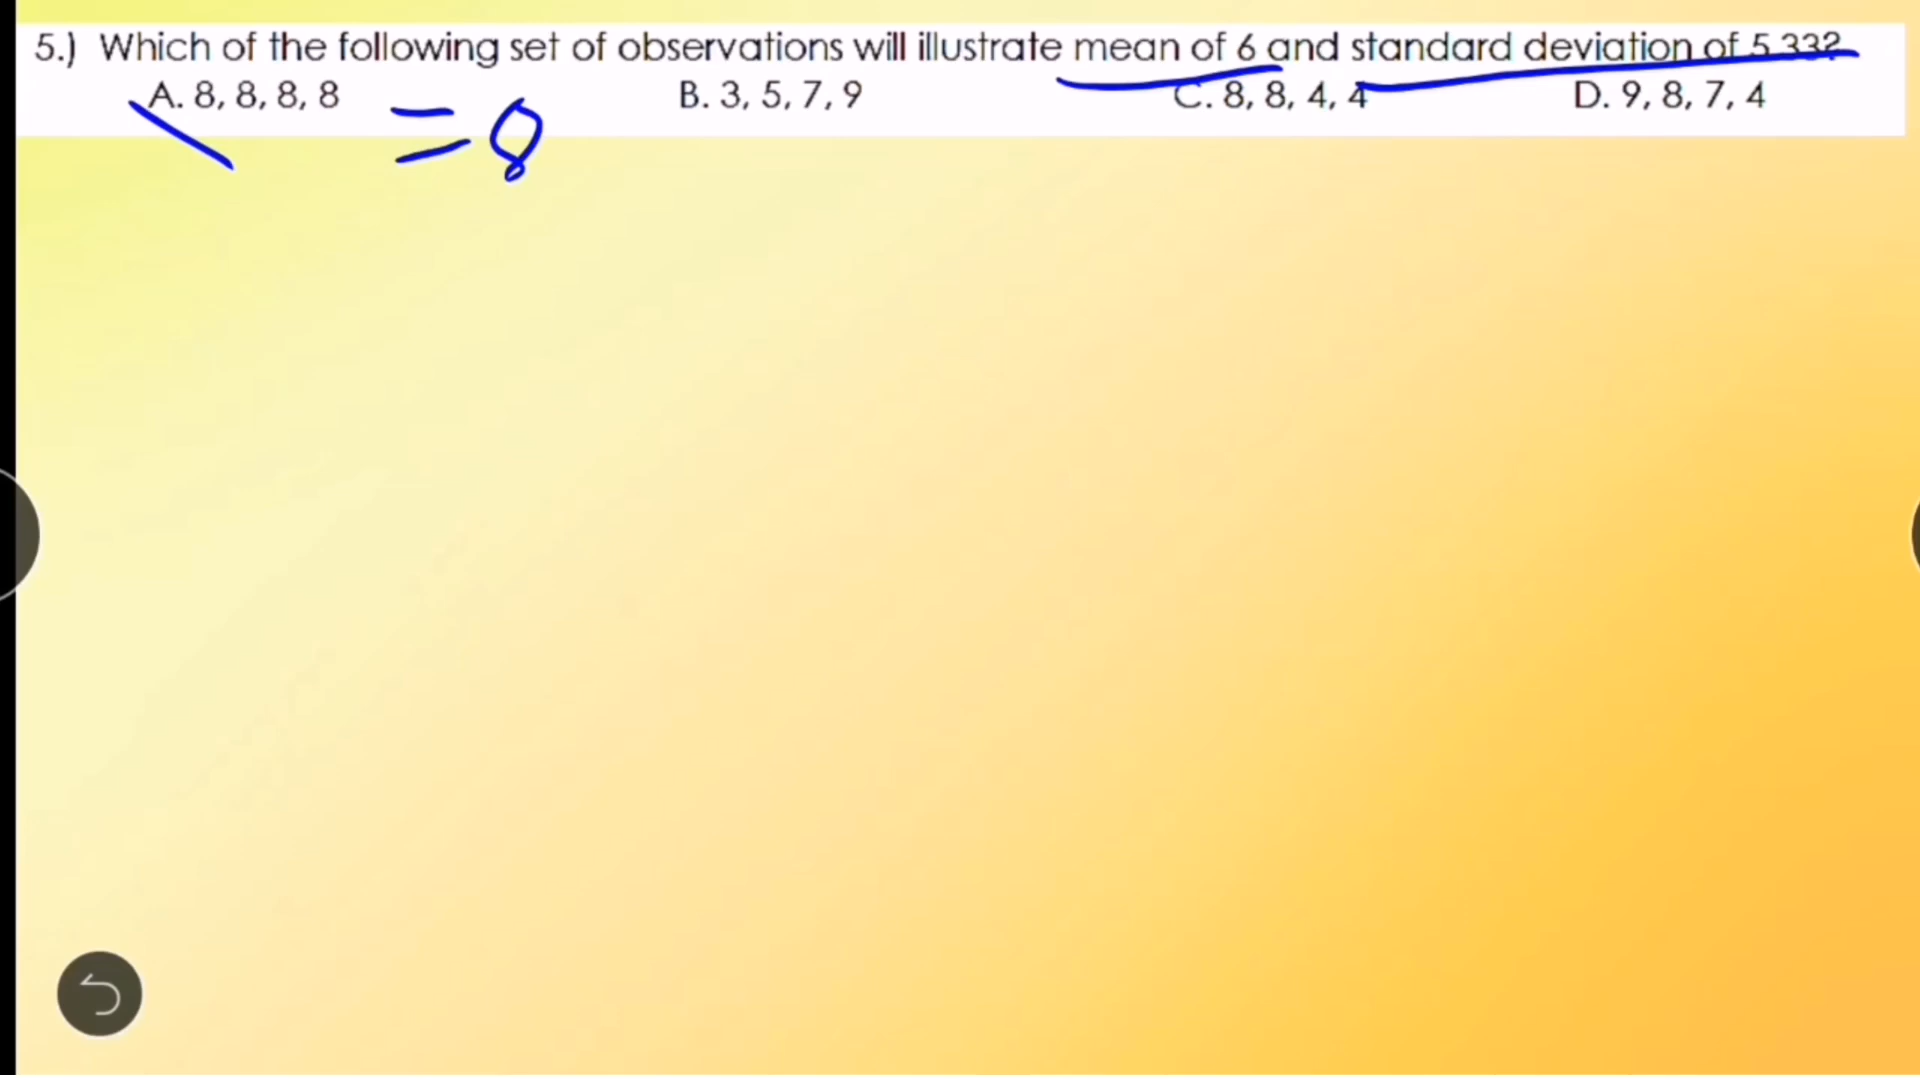 5.) Which of the following set of observations will illustrate mean of 6 and standard deviation of 5.33?
A. 8, 8, 8, 8 = 8 B. 3, 5, 7, 9 C. 8, 8, 4, 4 D. 9, 8, 7, 4